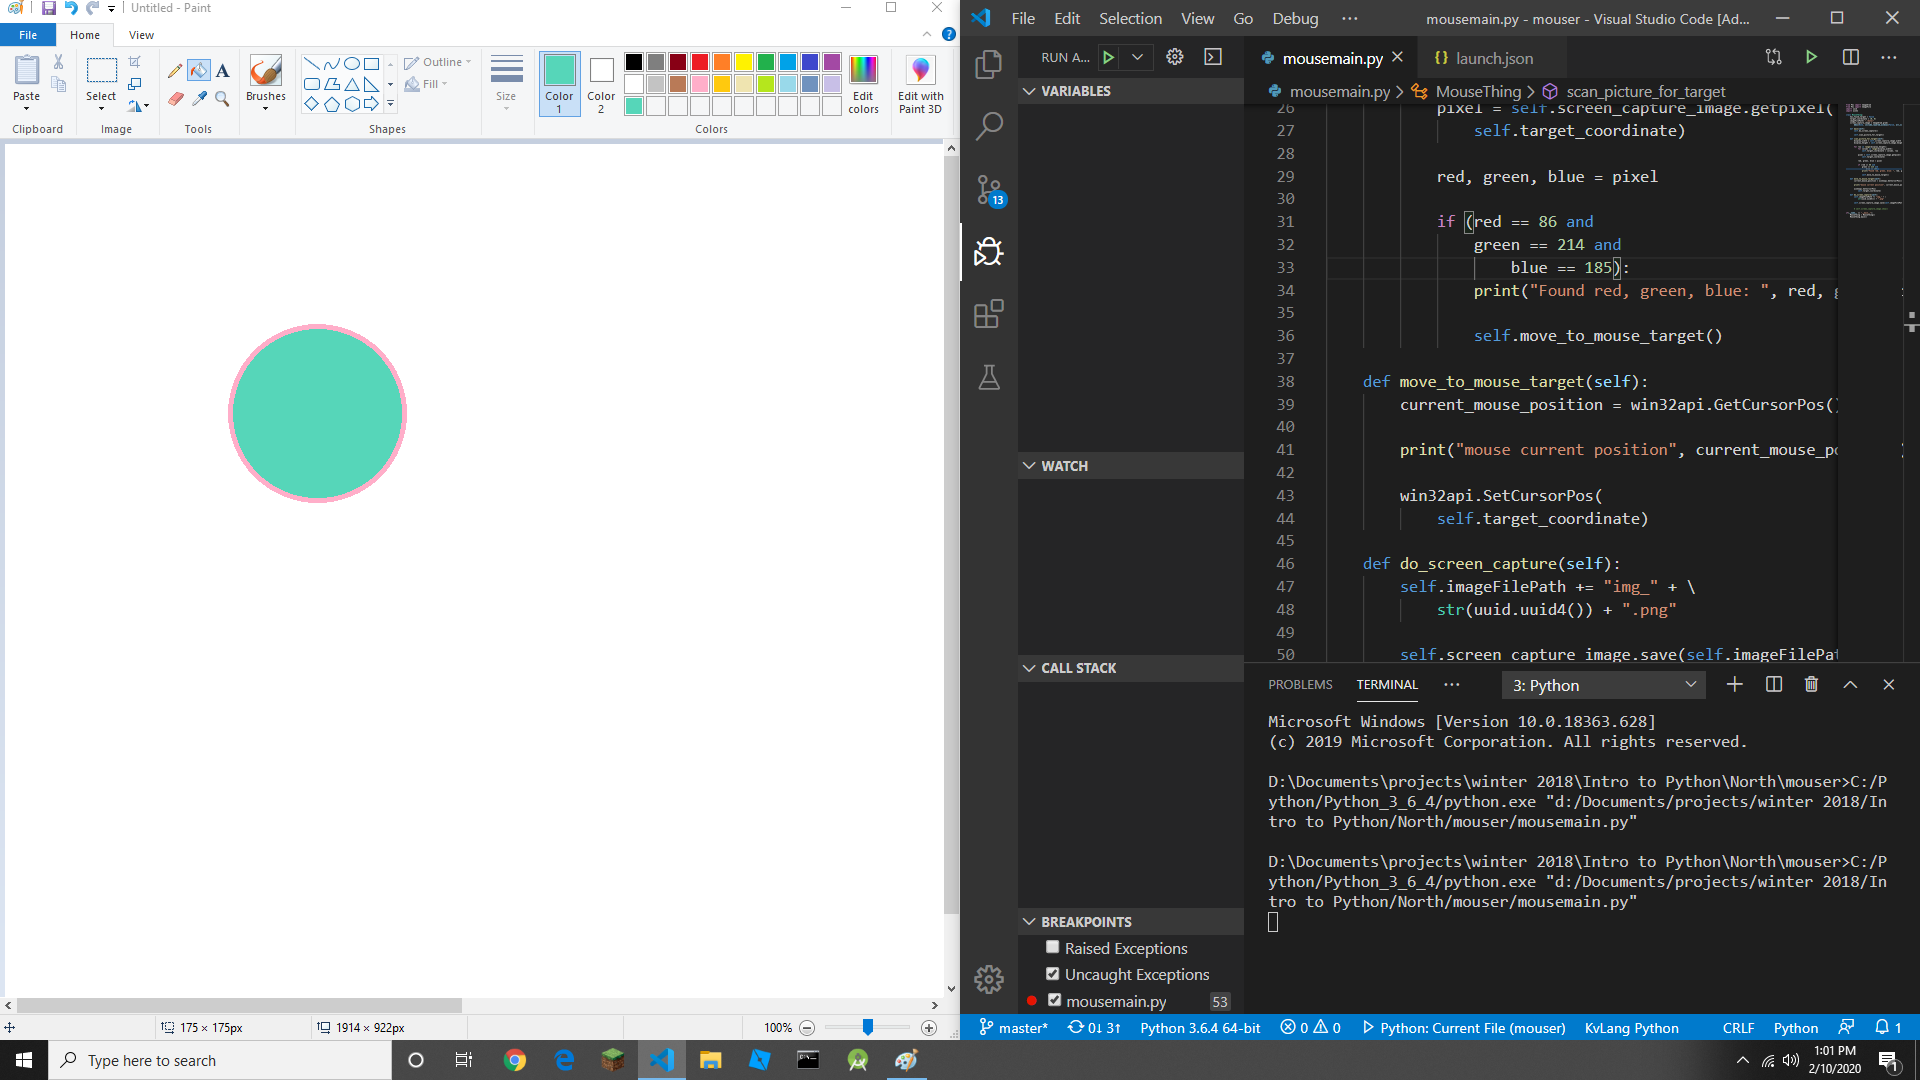 Untitled - Paint
File
Home
View
Paste
Clipboard
Select
Image
A
Tools
Brushes
Shapes
Outline
Fill
Size
Color
1
Color
2
Colors
Edit
colors
Edit with
Paint 3D
175 × 175px
1914 × 922px
100%
File Edit Selection View Go Debug ···
mousemain.py - mouser - Visual Studio Code [Ad...
RUN A...
mousemain.py
{} launch.json
mousemain.py > MouseThing > scan_picture_for_target
VARIABLES
WATCH
CALL STACK
BREAKPOINTS
Raised Exceptions
Uncaught Exceptions
mousemain.py 53
13
26 pixel = self.screen_capture_image.getpixel(
27 self.target_coordinate)
28
29 red, green, blue = pixel
30
31 if (red == 86 and
32 green == 214 and
33 blue == 185):
34 print("Found red, green, blue: ", red, g
35
36 self.move_to_mouse_target()
37
38 def move_to_mouse_target(self):
39 current_mouse_position = win32api.GetCursorPos()
40
41 print("mouse current position", current_mouse_po
42
43 win32api.SetCursorPos(
44 self.target_coordinate)
45
46 def do_screen_capture(self):
47 self.imageFilePath += "img_" + \
48 str(uuid.uuid4()) + ".png"
49
50 self.screen_capture_image.save(self.imageFilePat
PROBLEMS TERMINAL ··· 3: Python
Microsoft Windows [Version 10.0.18363.628]
(c) 2019 Microsoft Corporation. All rights reserved.
D:\Documents\projects\winter 2018\Intro to Python\North\mouser>C:/P
ython/Python_3_6_4/python.exe "d:/Documents/projects/winter 2018/In
tro to Python/North/mouser/mousemain.py"
D:\Documents\projects\winter 2018\Intro to Python\North\mouser>C:/P
ython/Python_3_6_4/python.exe "d:/Documents/projects/winter 2018/In
tro to Python/North/mouser/mousemain.py"
master* 0↓ 3↑ Python 3.6.4 64-bit 0 0 Python: Current File (mouser) KvLang Python CRLF Python 1
Type here to search
1:01 PM
2/10/2020
1